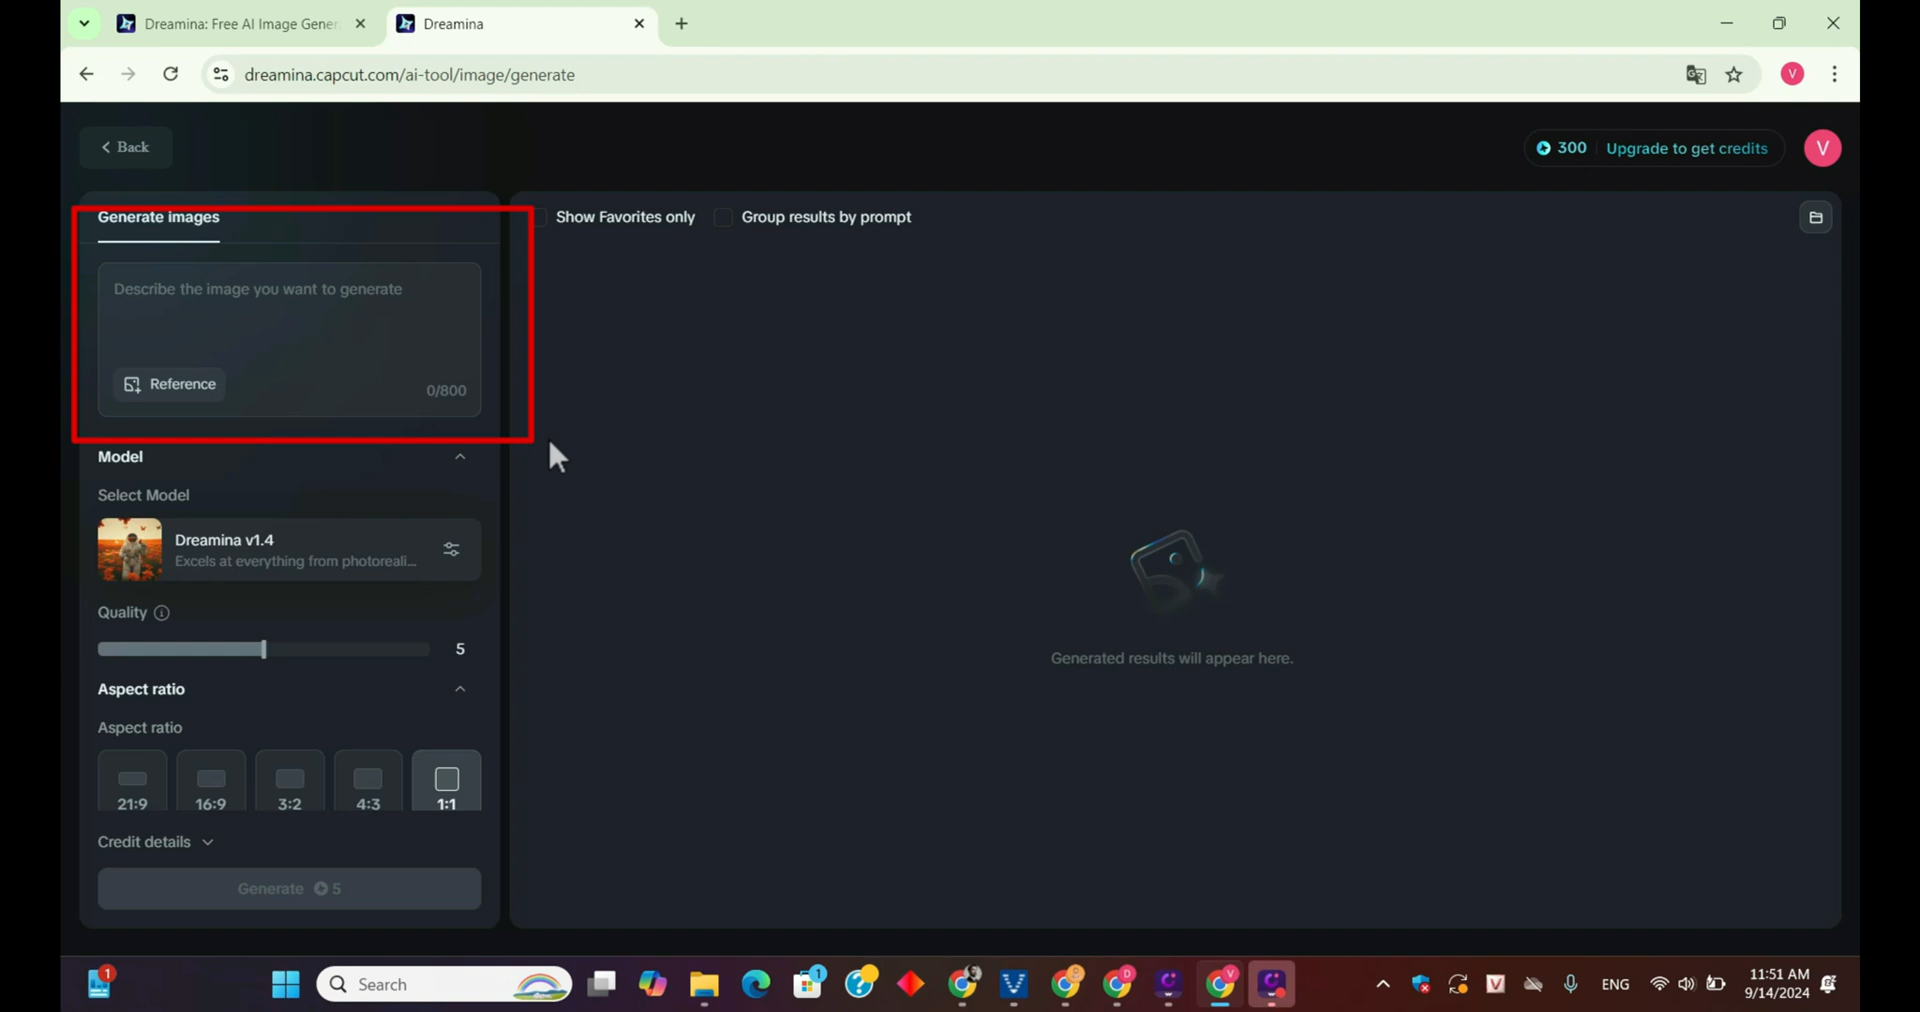 Dreamina: Free AI Image Gener
Dreamina
dreamina.capcut.com/ai-tool/image/generate
V
Back
300
Upgrade to get credits
V
Generate images
Show Favorites only
Group results by prompt
Describe the image you want to generate
Reference
0/800
Model
Select Model
Dreamina v1.4
Excels at everything from photoreali...
Quality
5
Aspect ratio
Aspect ratio
21:9
16:9
3:2
4:3
1:1
Generated results will appear here.
Credit details
Generate 5
1
Search
1
D
V
V
ENG
11:51 AM
9/14/2024